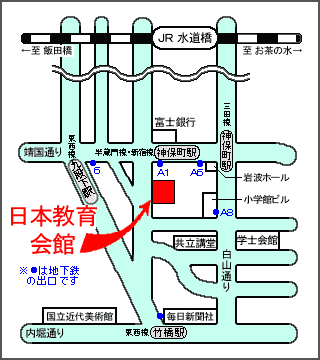 JR 水道橋
←至 飯田橋
至 お茶の水→
富士銀行
三田線
東西線
半蔵門線・新宿線
神保町駅
神保町駅
靖国通り
九段下駅
6
A1
A5
岩波ホール
小学館ビル
A8
日本教育
会館
共立講堂
学士会館
白山通り
※ ●は地下鉄
の出口です
国立近代美術館
毎日新聞社
内堀通り
東西線
竹橋駅